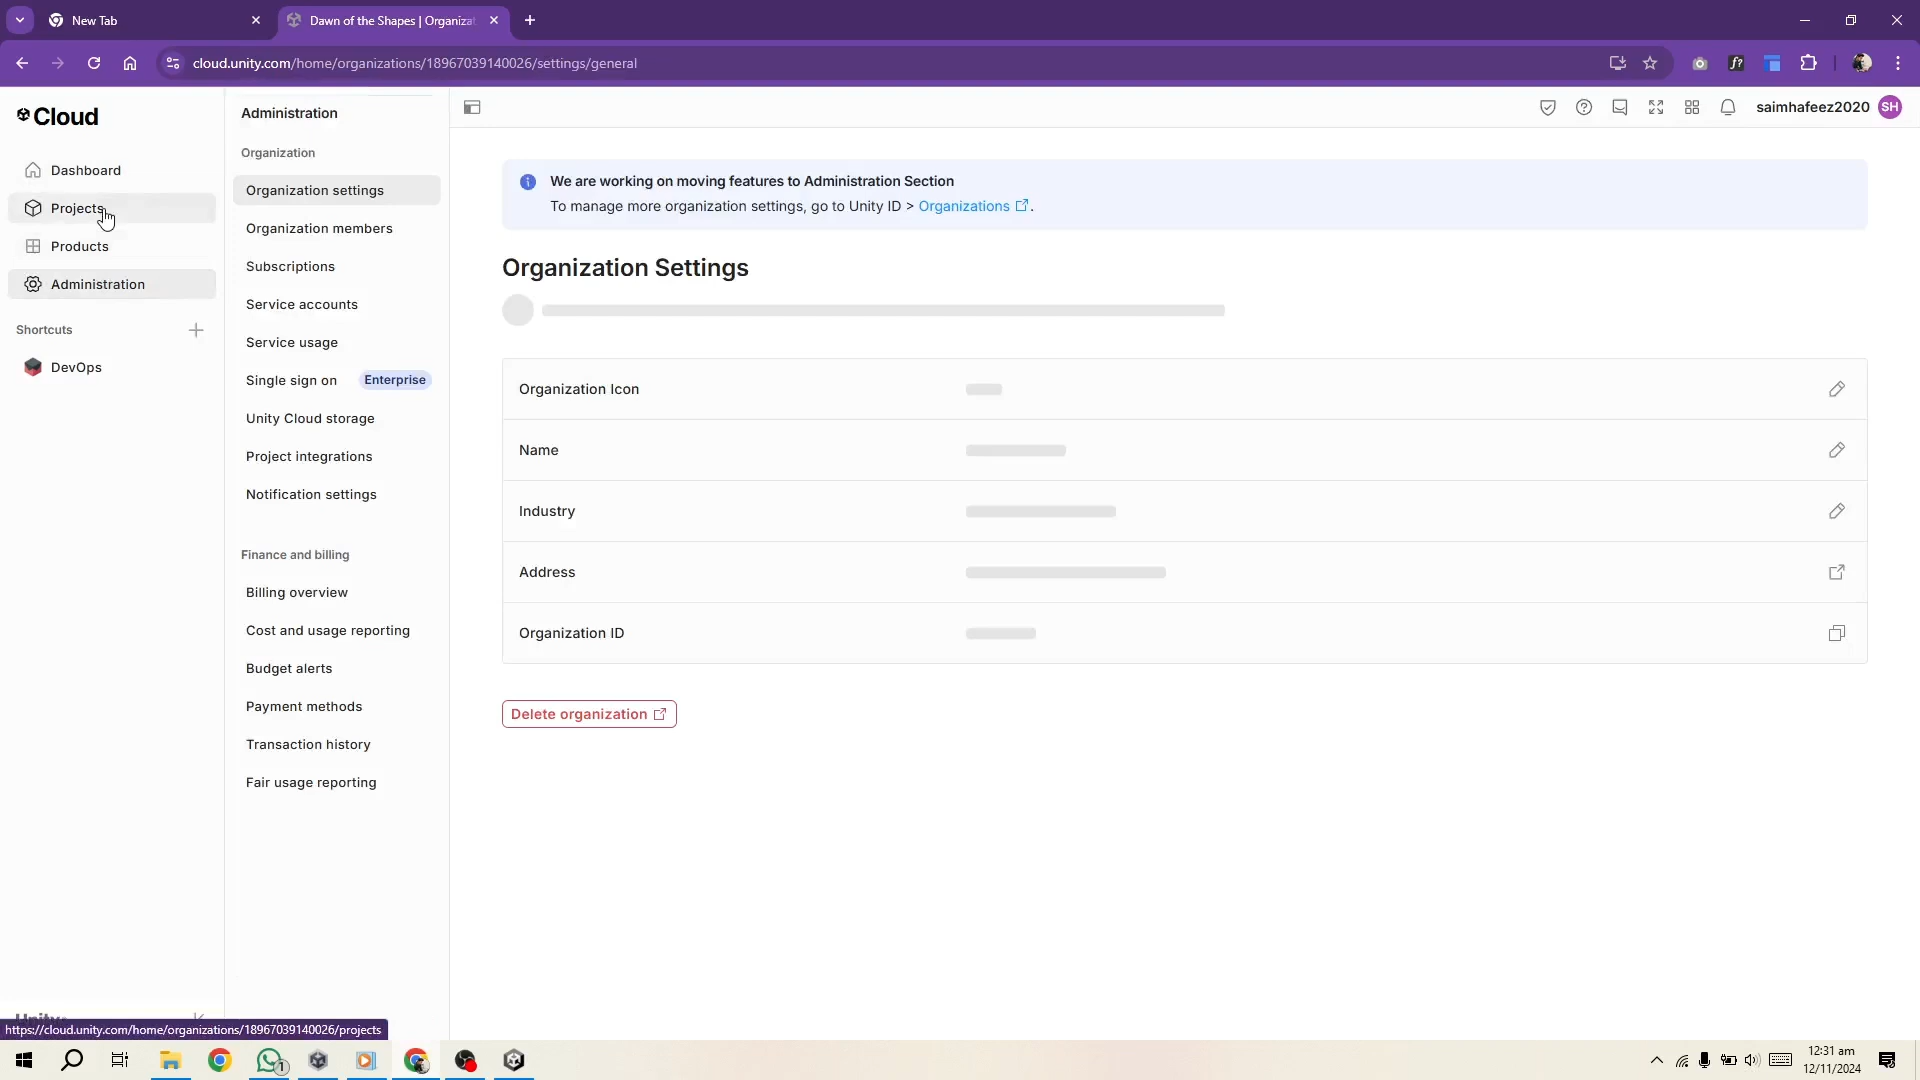 New Tab
Dawn of the Shapes | Organizat
cloud.unity.com/home/organizations/18967039140026/settings/general
Cloud
Dashboard
Projects
Products
Administration
Shortcuts
DevOps
Administration
Organization
Organization settings
Organization members
Subscriptions
Service accounts
Service usage
Single sign on Enterprise
Unity Cloud storage
Project integrations
Notification settings
Finance and billing
Billing overview
Cost and usage reporting
Budget alerts
Payment methods
Transaction history
Fair usage reporting
saimhafeez2020 SH
We are working on moving features to Administration Section
To manage more organization settings, go to Unity ID > Organizations .
Organization Settings
Organization Icon
Name
Industry
Address
Organization ID
Delete organization
https://cloud.unity.com/home/organizations/18967039140026/projects
1
12:31 am
12/11/2024